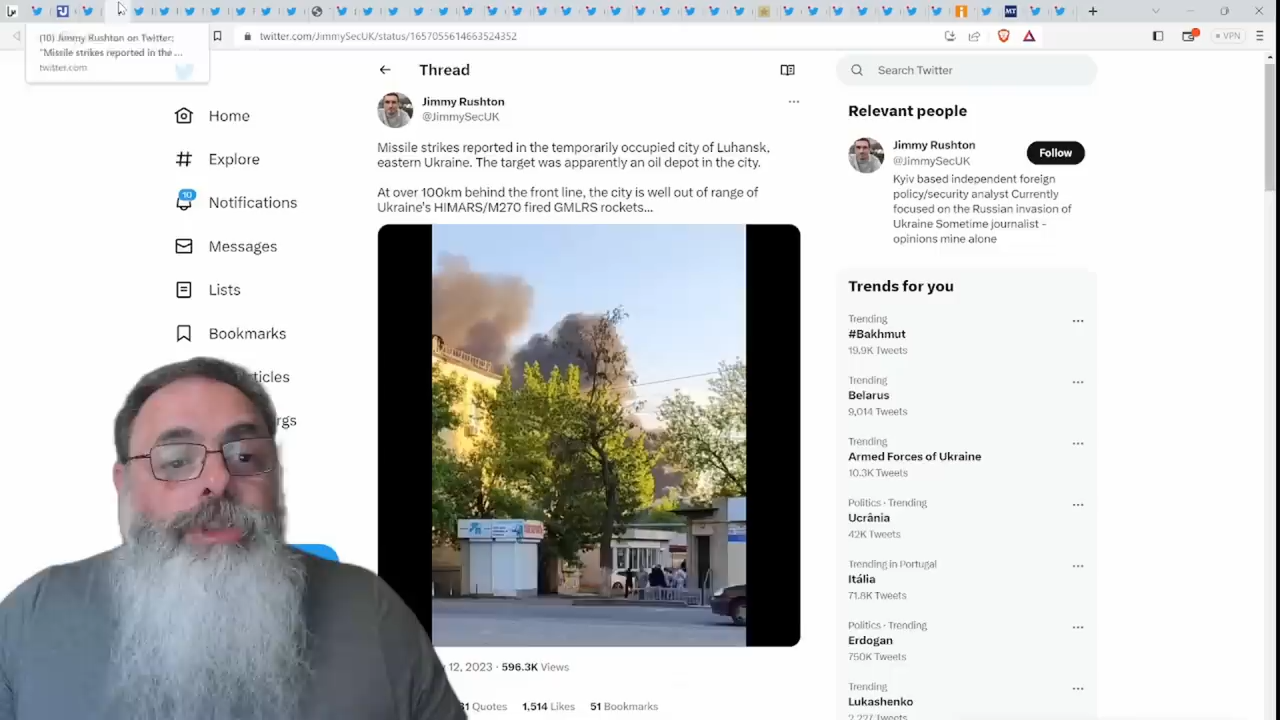 (10) Jimmy Rushton on Twitter:
"Missile strikes reported in the ...
twitter.com
twitter.com/JimmySecUK/status/1657055614663524352
VPN
MT
Thread
Search Twitter
Home
Explore
10
Notifications
Messages
Lists
Bookmarks
Jimmy Rushton
@JimmySecUK
Missile strikes reported in the temporarily occupied city of Luhansk,
eastern Ukraine. The target was apparently an oil depot in the city.
At over 100km behind the front line, the city is well out of range of
Ukraine's HIMARS/M270 fired GMLRS rockets...
12, 2023 · 596.3K Views
Quotes 1,514 Likes 51 Bookmarks
Relevant people
Jimmy Rushton
@JimmySecUK
Follow
Kyiv based independent foreign
policy/security analyst Currently
focused on the Russian invasion of
Ukraine Sometime journalist -
opinions mine alone
Trends for you
Trending
#Bakhmut
19.9K Tweets
Trending
Belarus
9,014 Tweets
Trending
Armed Forces of Ukraine
10.3K Tweets
Politics · Trending
Ucrânia
42K Tweets
Trending in Portugal
Itália
71.8K Tweets
Politics · Trending
Erdogan
750K Tweets
Trending
Lukashenko
2,227 Tweets